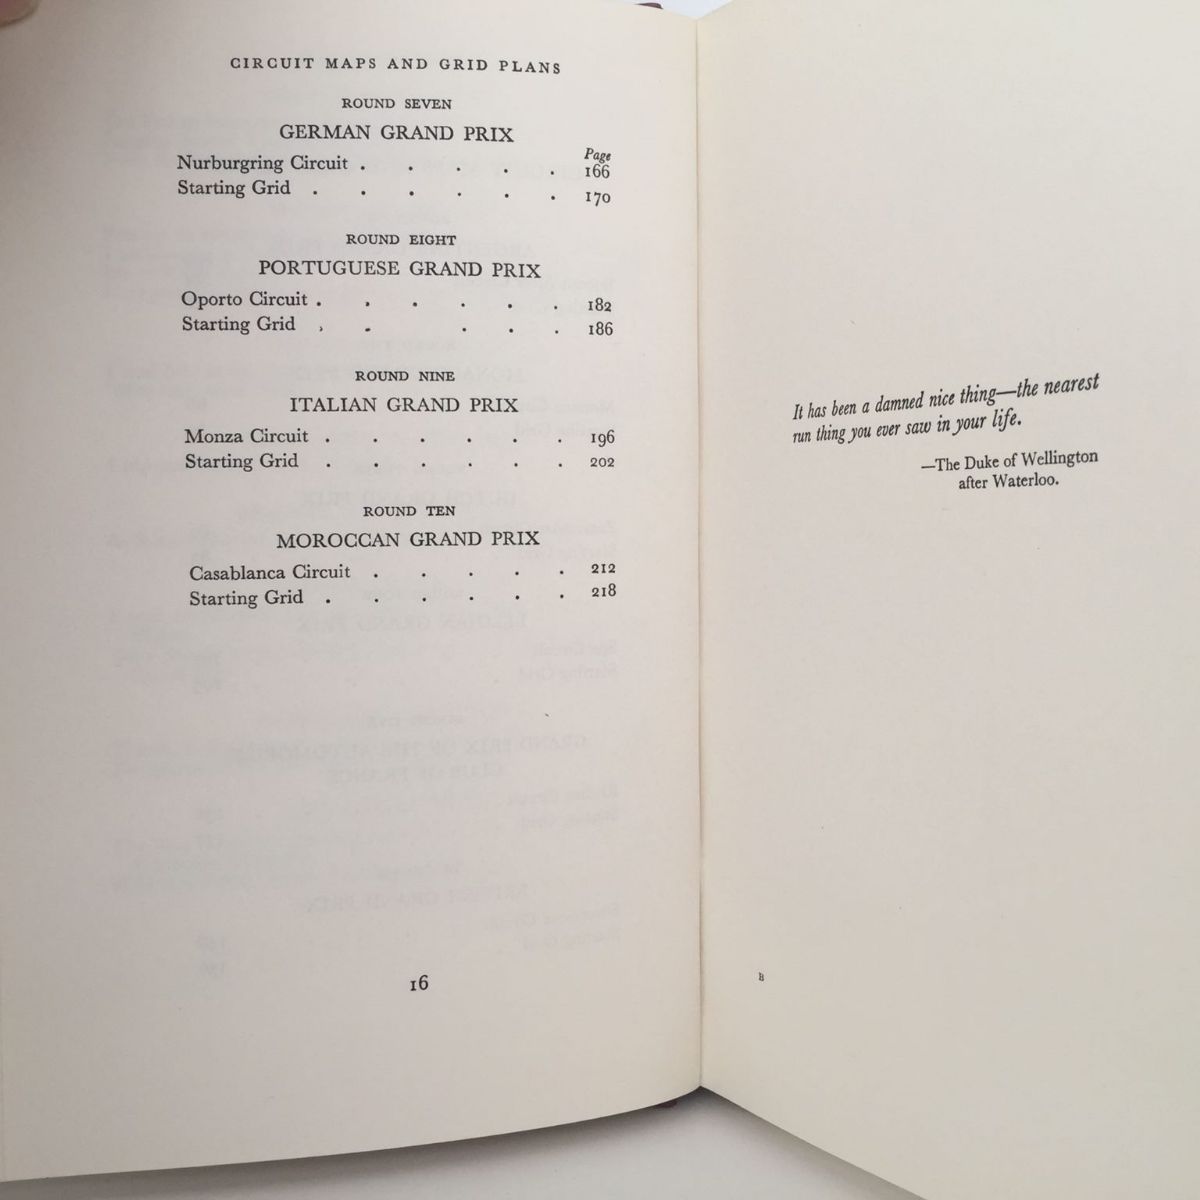 CIRCUIT MAPS AND GRID PLANS
ROUND SEVEN
GERMAN GRAND PRIX
Page
Nurburgring Circuit . . . . . 166
Starting Grid . . . . . . 170
ROUND EIGHT
PORTUGUESE GRAND PRIX
Oporto Circuit . . . . . . 182
Starting Grid . . . . . 186
ROUND NINE
ITALIAN GRAND PRIX
Monza Circuit . . . . . . 196
Starting Grid . . . . . . 202
ROUND TEN
MOROCCAN GRAND PRIX
Casablanca Circuit . . . . . 212
Starting Grid . . . . . . 218
16
It has been a damned nice thing—the nearest
run thing you ever saw in your life.
—The Duke of Wellington
after Waterloo.
B